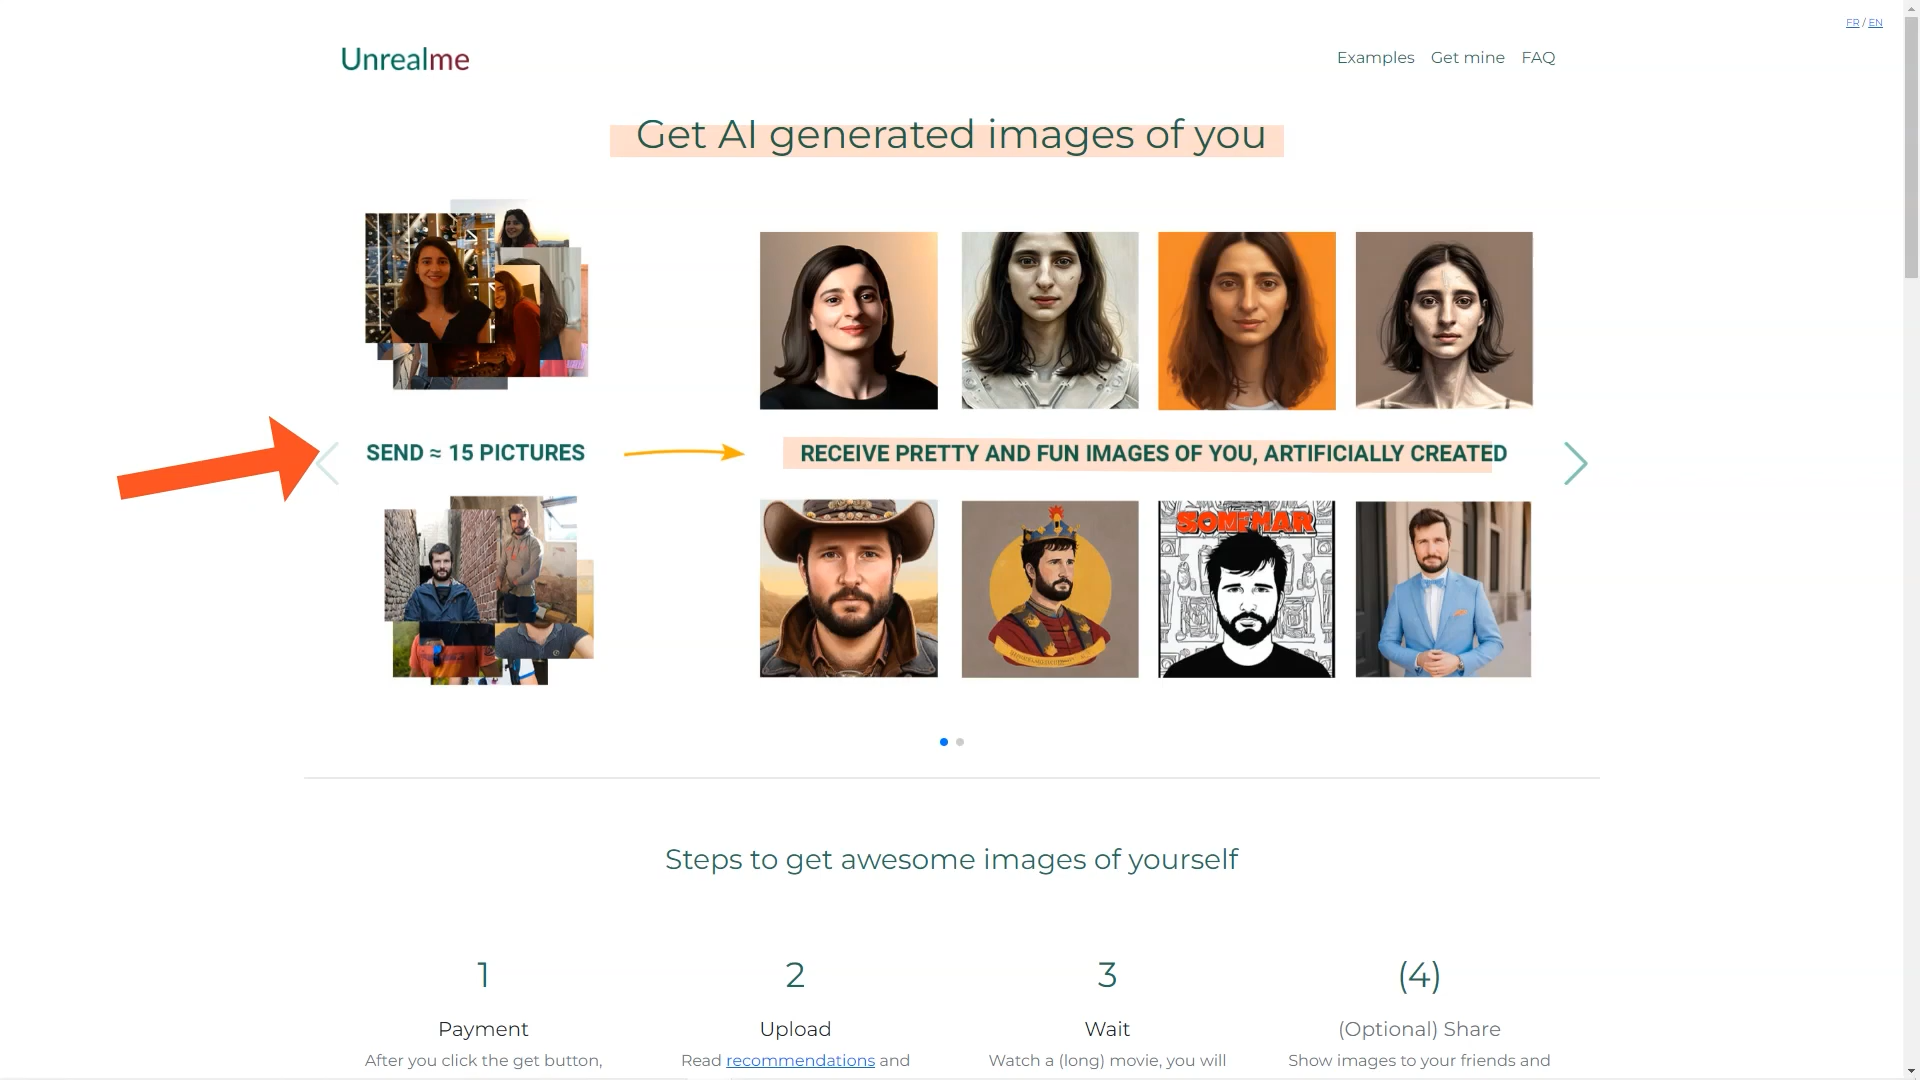 FR / EN
Unrealme
Examples Get mine FAQ
Get AI generated images of you
SEND ≈ 15 PICTURES
RECEIVE PRETTY AND FUN IMAGES OF YOU, ARTIFICIALLY CREATED
SOMEMAR
Steps to get awesome images of yourself
1
2
3
(4)
Payment
Upload
Wait
(Optional) Share
After you click the get button,
Read recommendations and
Watch a (long) movie, you will
Show images to your friends and